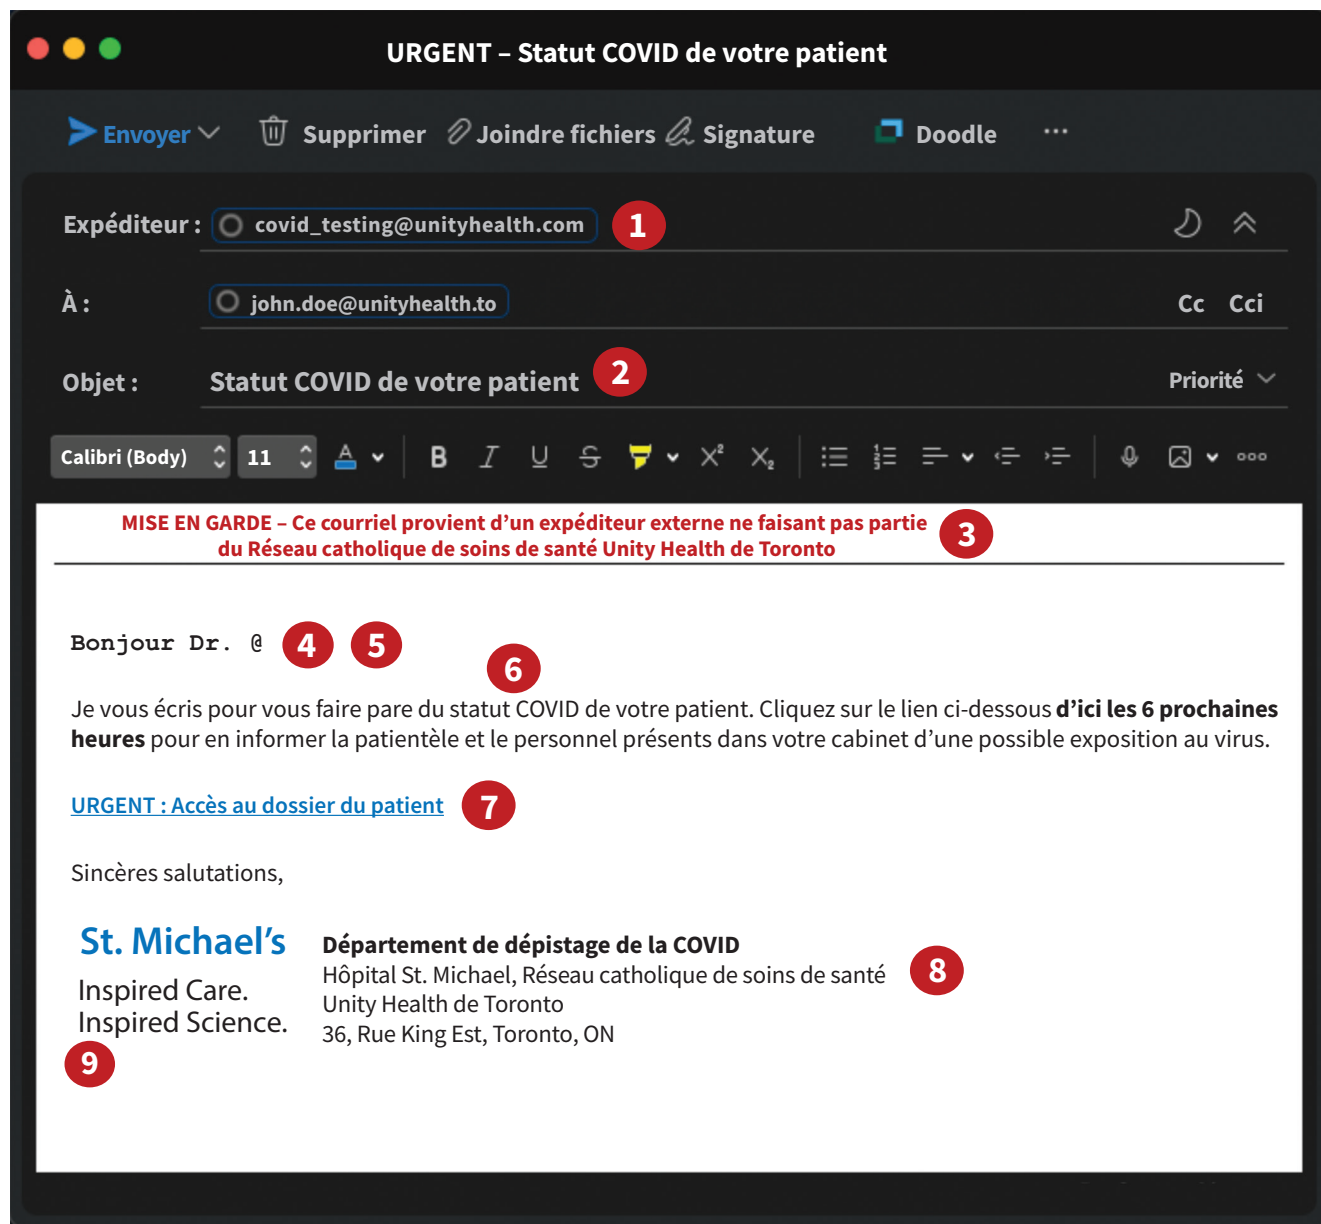 URGENT – Statut COVID de votre patient
Envoyer Supprimer Joindre fichiers Signature Doodle ...
Expéditeur : covid_testing@unityhealth.com 1
À : john.doe@unityhealth.to Cc Cci
Objet : Statut COVID de votre patient 2 Priorité
Calibri (Body) 11 A B I U S X² X₂
MISE EN GARDE – Ce courriel provient d’un expéditeur externe ne faisant pas partie
du Réseau catholique de soins de santé Unity Health de Toronto 3
Bonjour Dr. @ 4 5
6
Je vous écris pour vous faire pare du statut COVID de votre patient. Cliquez sur le lien ci-dessous d’ici les 6 prochaines
heures pour en informer la patientèle et le personnel présents dans votre cabinet d’une possible exposition au virus.
URGENT : Accès au dossier du patient 7
Sincères salutations,
St. Michael’s
Inspired Care.
Inspired Science.
9
Département de dépistage de la COVID
Hôpital St. Michael, Réseau catholique de soins de santé 8
Unity Health de Toronto
36, Rue King Est, Toronto, ON